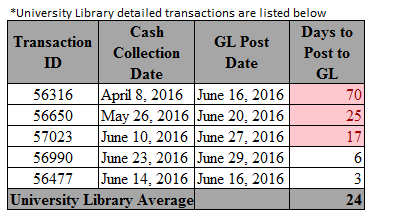 *University Library detailed transactions are listed below
Transaction ID | Cash Collection Date | GL Post Date | Days to Post to GL
56316 | April 8, 2016 | June 16, 2016 | 70
56650 | May 26, 2016 | June 20, 2016 | 25
57023 | June 10, 2016 | June 27, 2016 | 17
56990 | June 23, 2016 | June 29, 2016 | 6
56477 | June 14, 2016 | June 16, 2016 | 3
University Library Average | 24